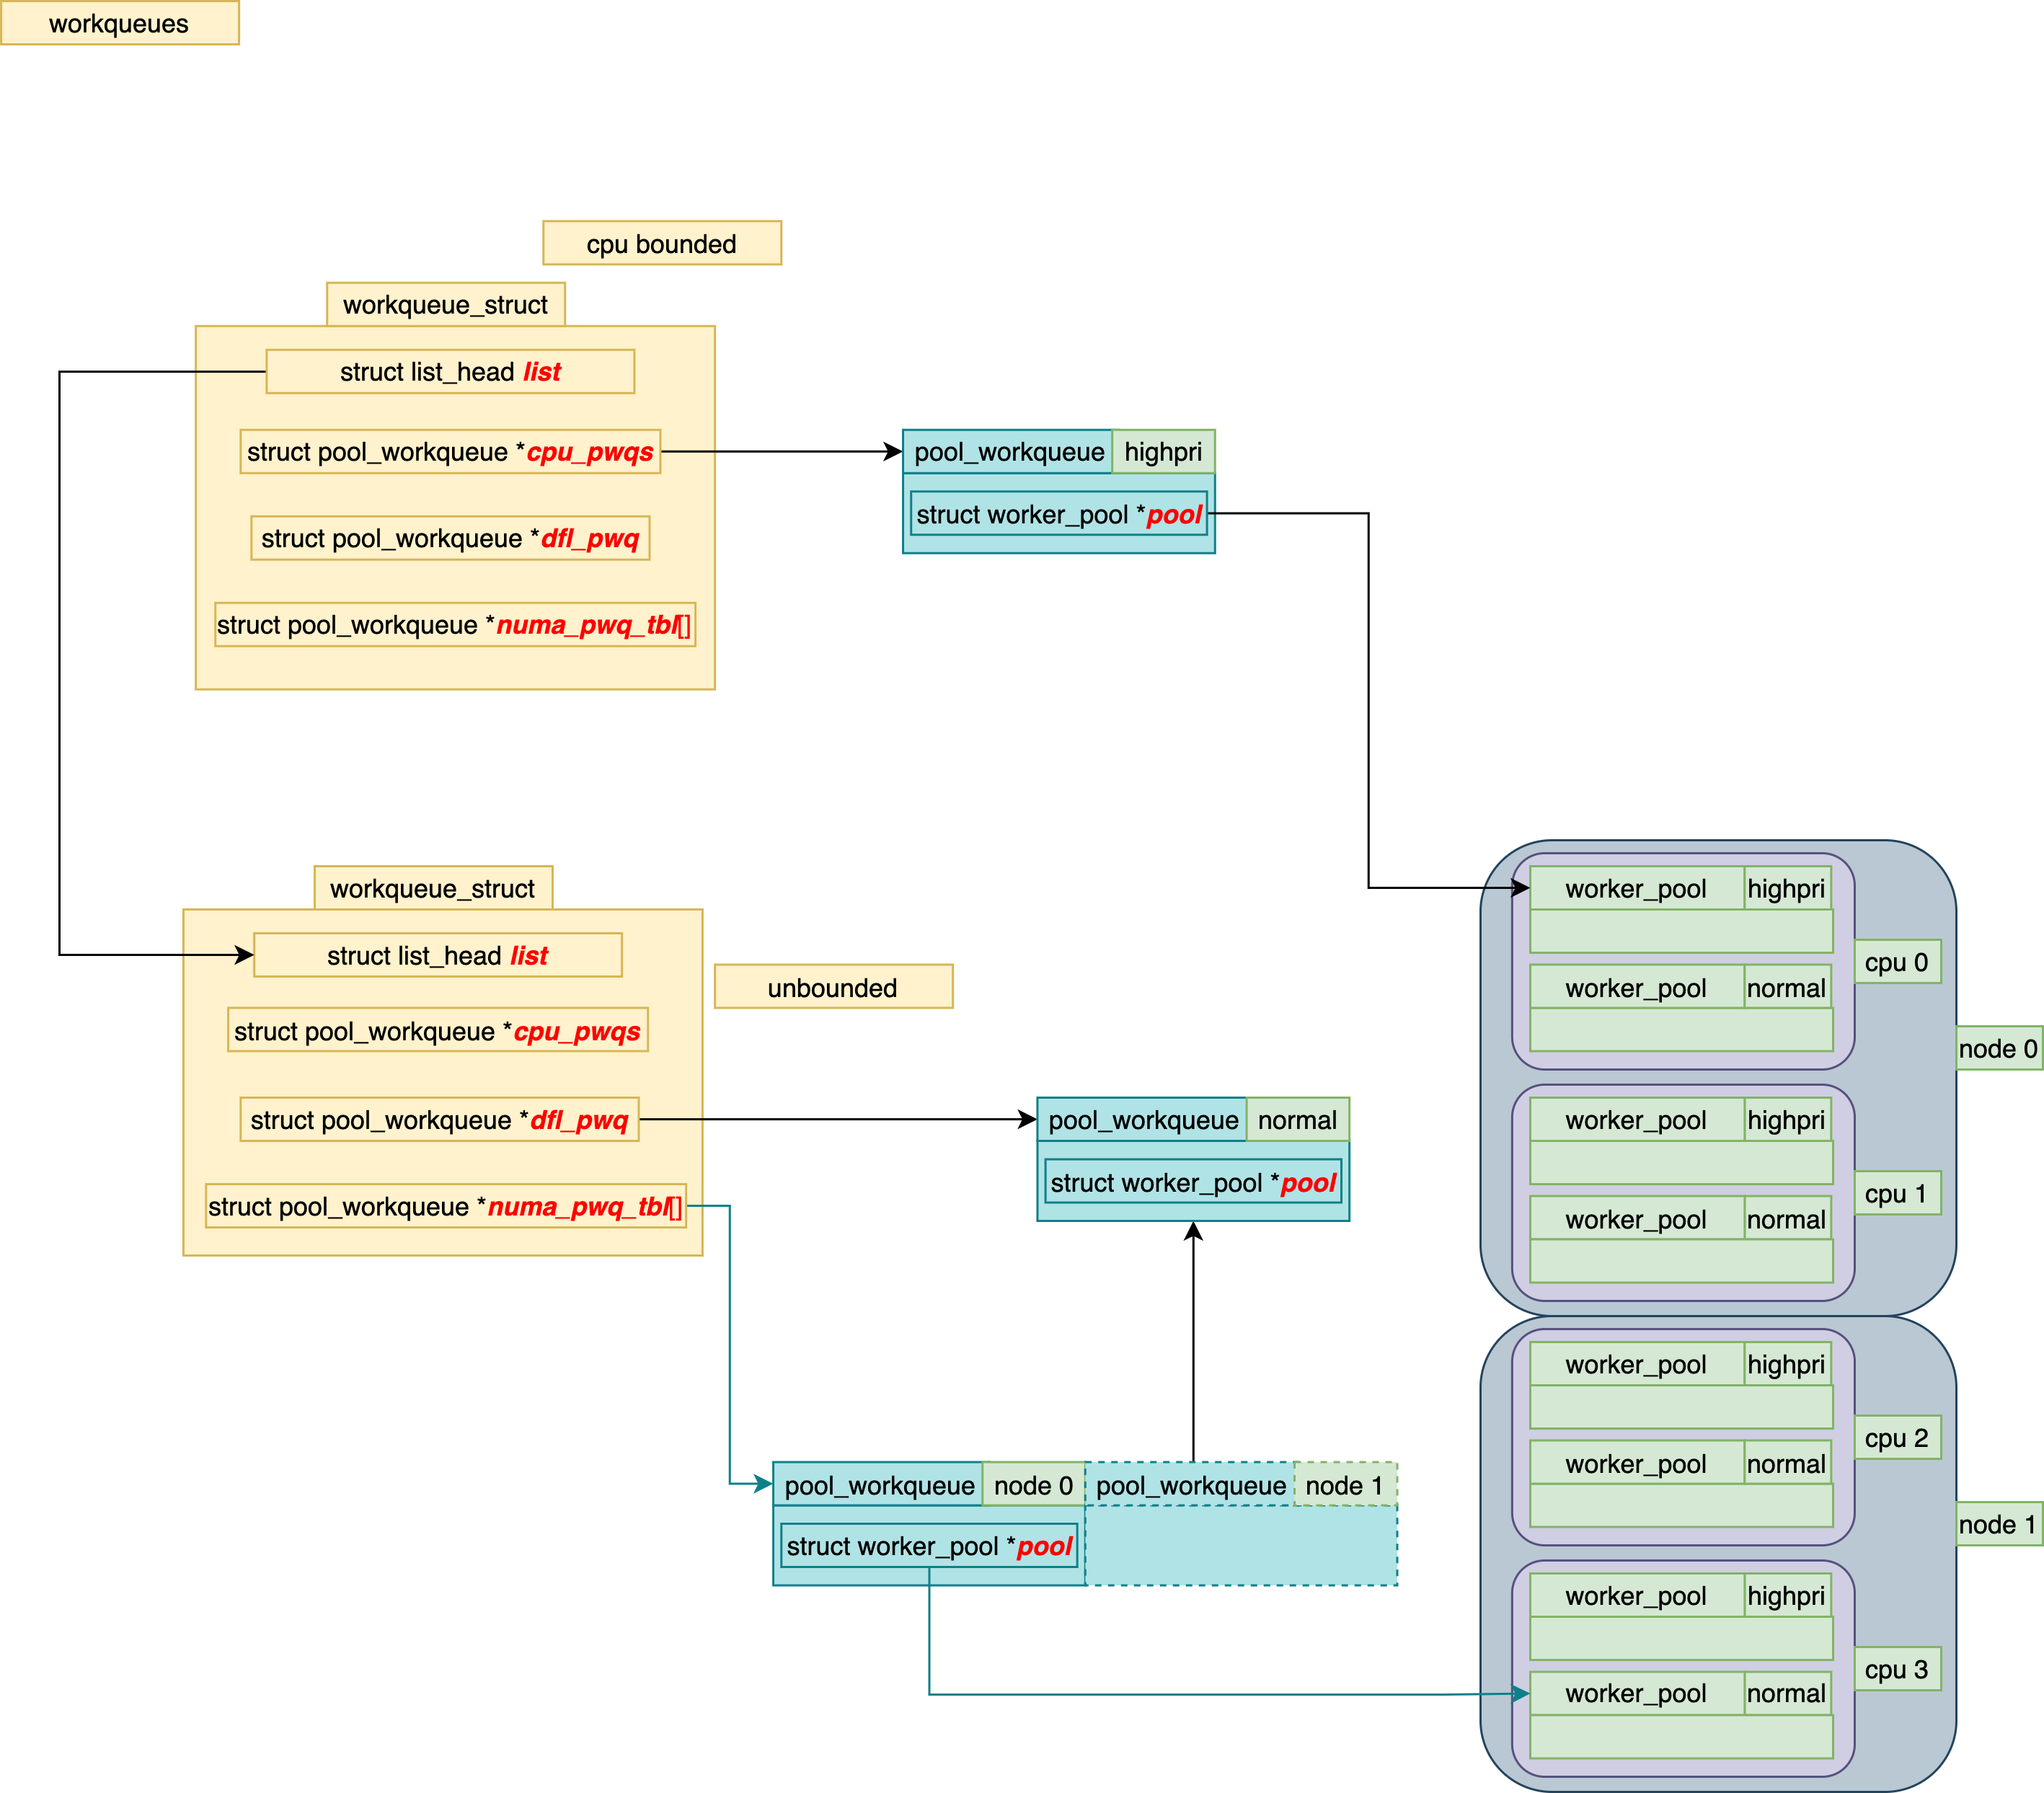 workqueues
cpu bounded
workqueue_struct
struct list_head list
struct pool_workqueue *cpu_pwqs
struct pool_workqueue *dfl_pwq
struct pool_workqueue *numa_pwq_tbl[]
pool_workqueue highpri
struct worker_pool *pool
workqueue_struct
struct list_head list
struct pool_workqueue *cpu_pwqs
struct pool_workqueue *dfl_pwq
struct pool_workqueue *numa_pwq_tbl[]
unbounded
pool_workqueue normal
struct worker_pool *pool
pool_workqueue node 0 pool_workqueue node 1
struct worker_pool *pool
worker_pool highpri
cpu 0
worker_pool normal
node 0
worker_pool highpri
cpu 1
worker_pool normal
worker_pool highpri
cpu 2
worker_pool normal
node 1
worker_pool highpri
cpu 3
worker_pool normal